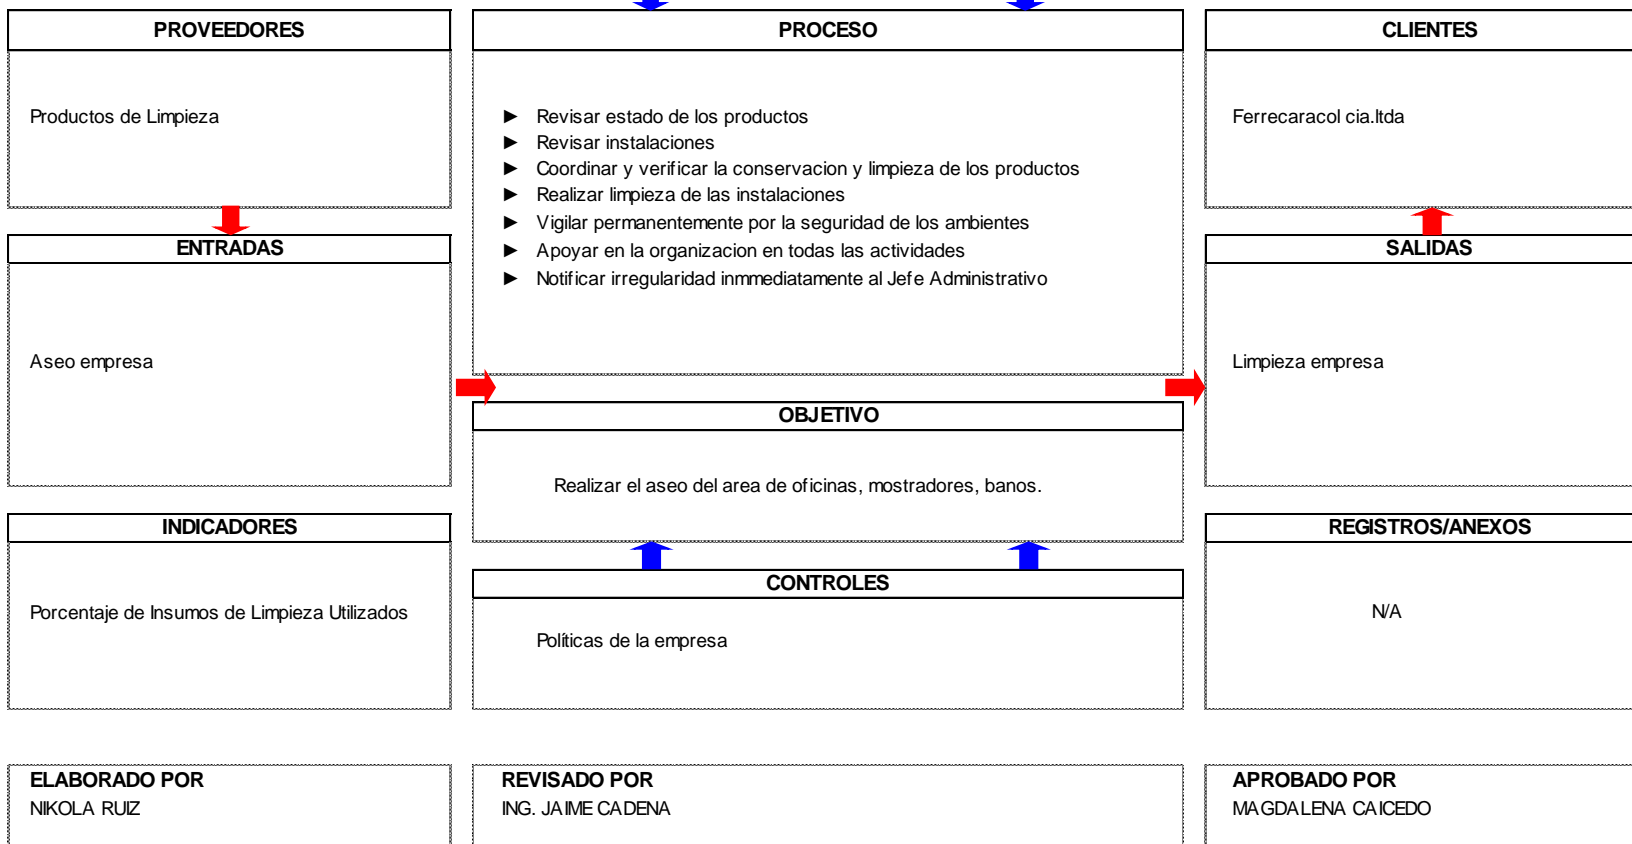 PROVEEDORES
Productos de Limpieza
ENTRADAS
Aseo empresa
INDICADORES
Porcentaje de Insumos de Limpieza Utilizados
PROCESO
► Revisar estado de los productos
► Revisar instalaciones
► Coordinar y verificar la conservacion y limpieza de los productos
► Realizar limpieza de las instalaciones
► Vigilar permanentemente por la seguridad de los ambientes
► Apoyar en la organizacion en todas las actividades
► Notificar irregularidad inmmediatamente al Jefe Administrativo
OBJETIVO
Realizar el aseo del area de oficinas, mostradores, banos.
CONTROLES
Políticas de la empresa
CLIENTES
Ferrecaracol cia.ltda
SALIDAS
Limpieza empresa
REGISTROS/ANEXOS
N/A
ELABORADO POR
NIKOLA RUIZ
REVISADO POR
ING. JAIME CADENA
APROBADO POR
MAGDALENA CAICEDO